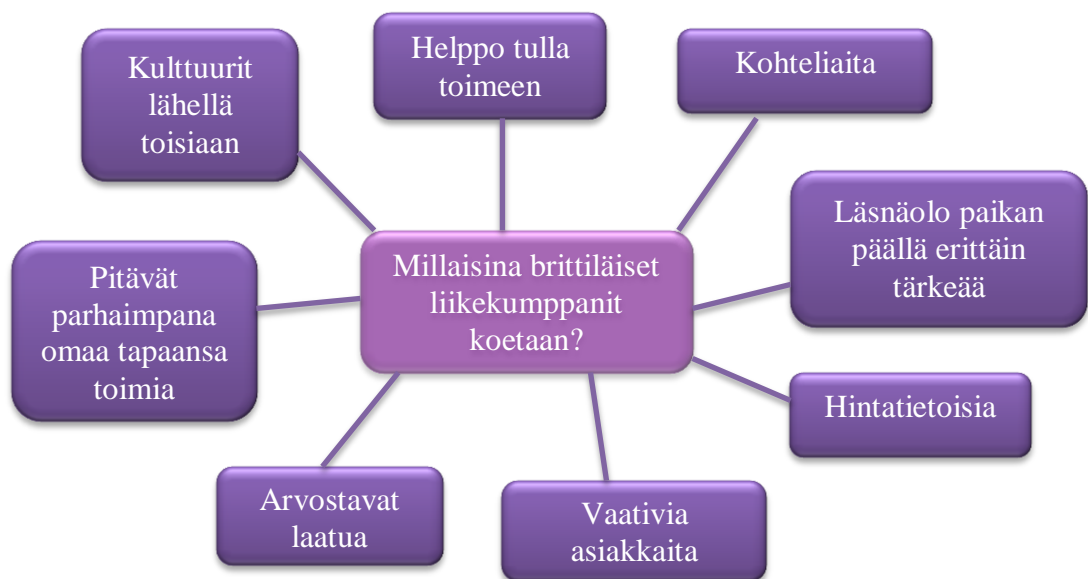 Kulttuurit
lähellä
toisiaan
Helppo tulla
toimeen
Kohteliaita
Läsnäolo paikan
päällä erittäin
tärkeää
Millaisina brittiläiset
liikekumppanit
koetaan?
Pitävät
parhaimpana
omaa tapaansa
toimia
Hintatietoisia
Arvostavat
laatua
Vaativia
asiakkaita